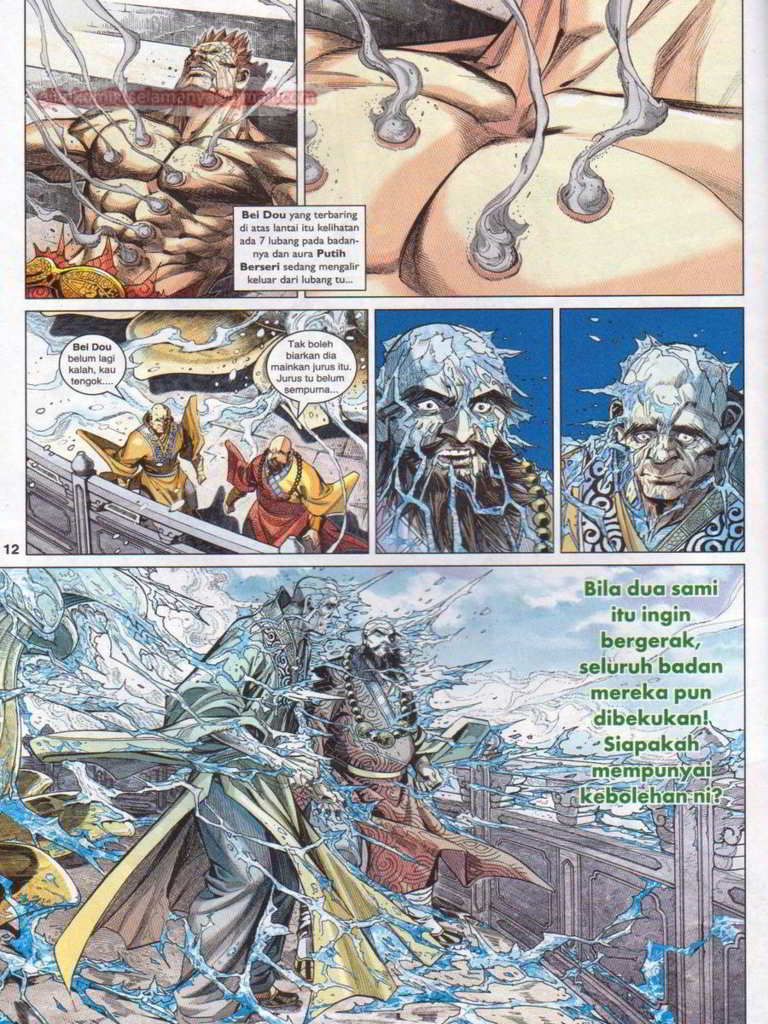 Bei Dou yang terbaring
di atas lantai itu kelihatan
ada 7 lubang pada badan-
nya dan aura Putih
Berseri sedang mengalir
keluar dari lubang tu...
Bei Dou
belum lagi
kalah, kau
tengok....
Tak boleh
biarkan dia
mainkan jurus itu.
Jurus tu belum
sempurna...
12
Bila dua sami
itu ingin
bergerak,
seluruh badan
mereka pun
dibekukan!
Siapakah
mempunyai
kebolehan ni?